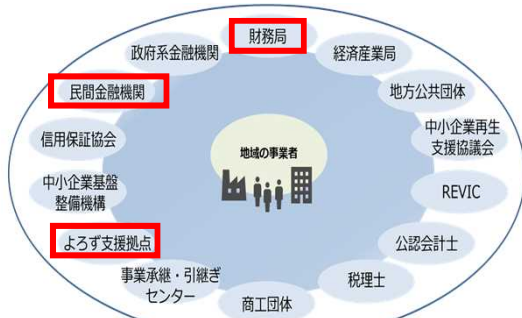 財務局
政府系金融機関
経済産業局
民間金融機関
地方公共団体
信用保証協会
中小企業再生
支援協議会
地域の事業者
中小企業基盤
整備機構
REVIC
よろず支援拠点
公認会計士
事業承継・引継ぎ
センター
税理士
商工団体